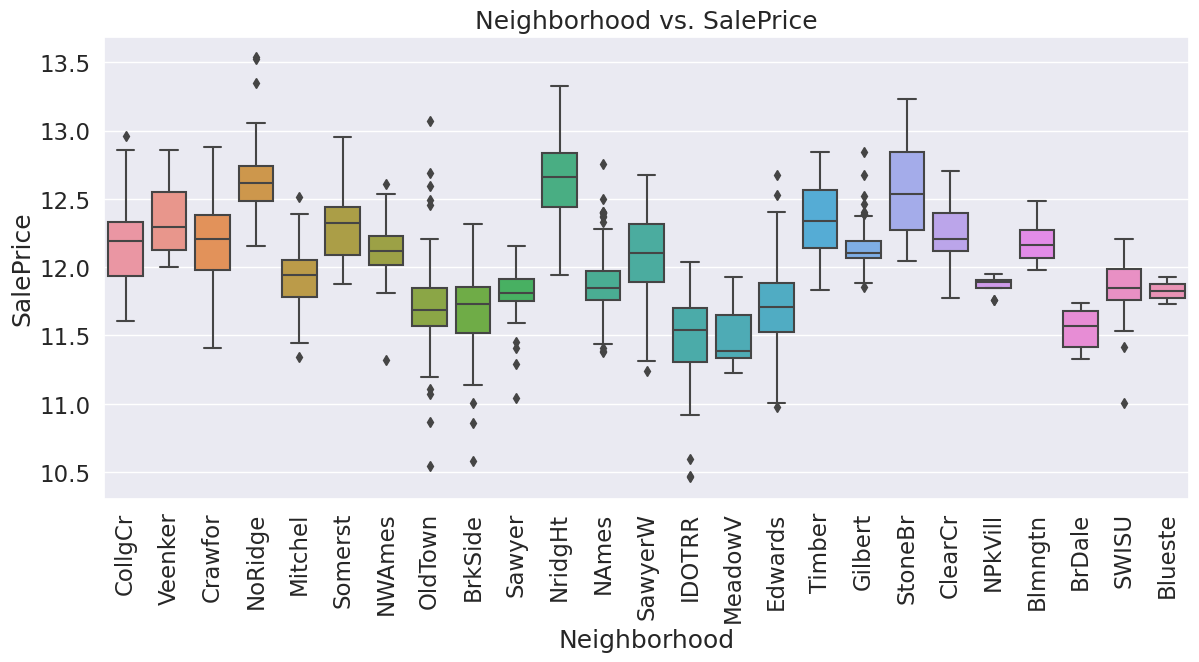 Neighborhood vs. SalePrice
SalePrice
13.5
13.0
12.5
12.0
11.5
11.0
10.5
CollgCr
Veenker
Crawfor
NoRidge
Mitchel
Somerst
NWAmes
OldTown
BrkSide
Sawyer
NridgHt
NAmes
SawyerW
IDOTRR
MeadowV
Edwards
Timber
Gilbert
StoneBr
ClearCr
NPkVill
Blmngtn
BrDale
SWISU
Blueste
Neighborhood